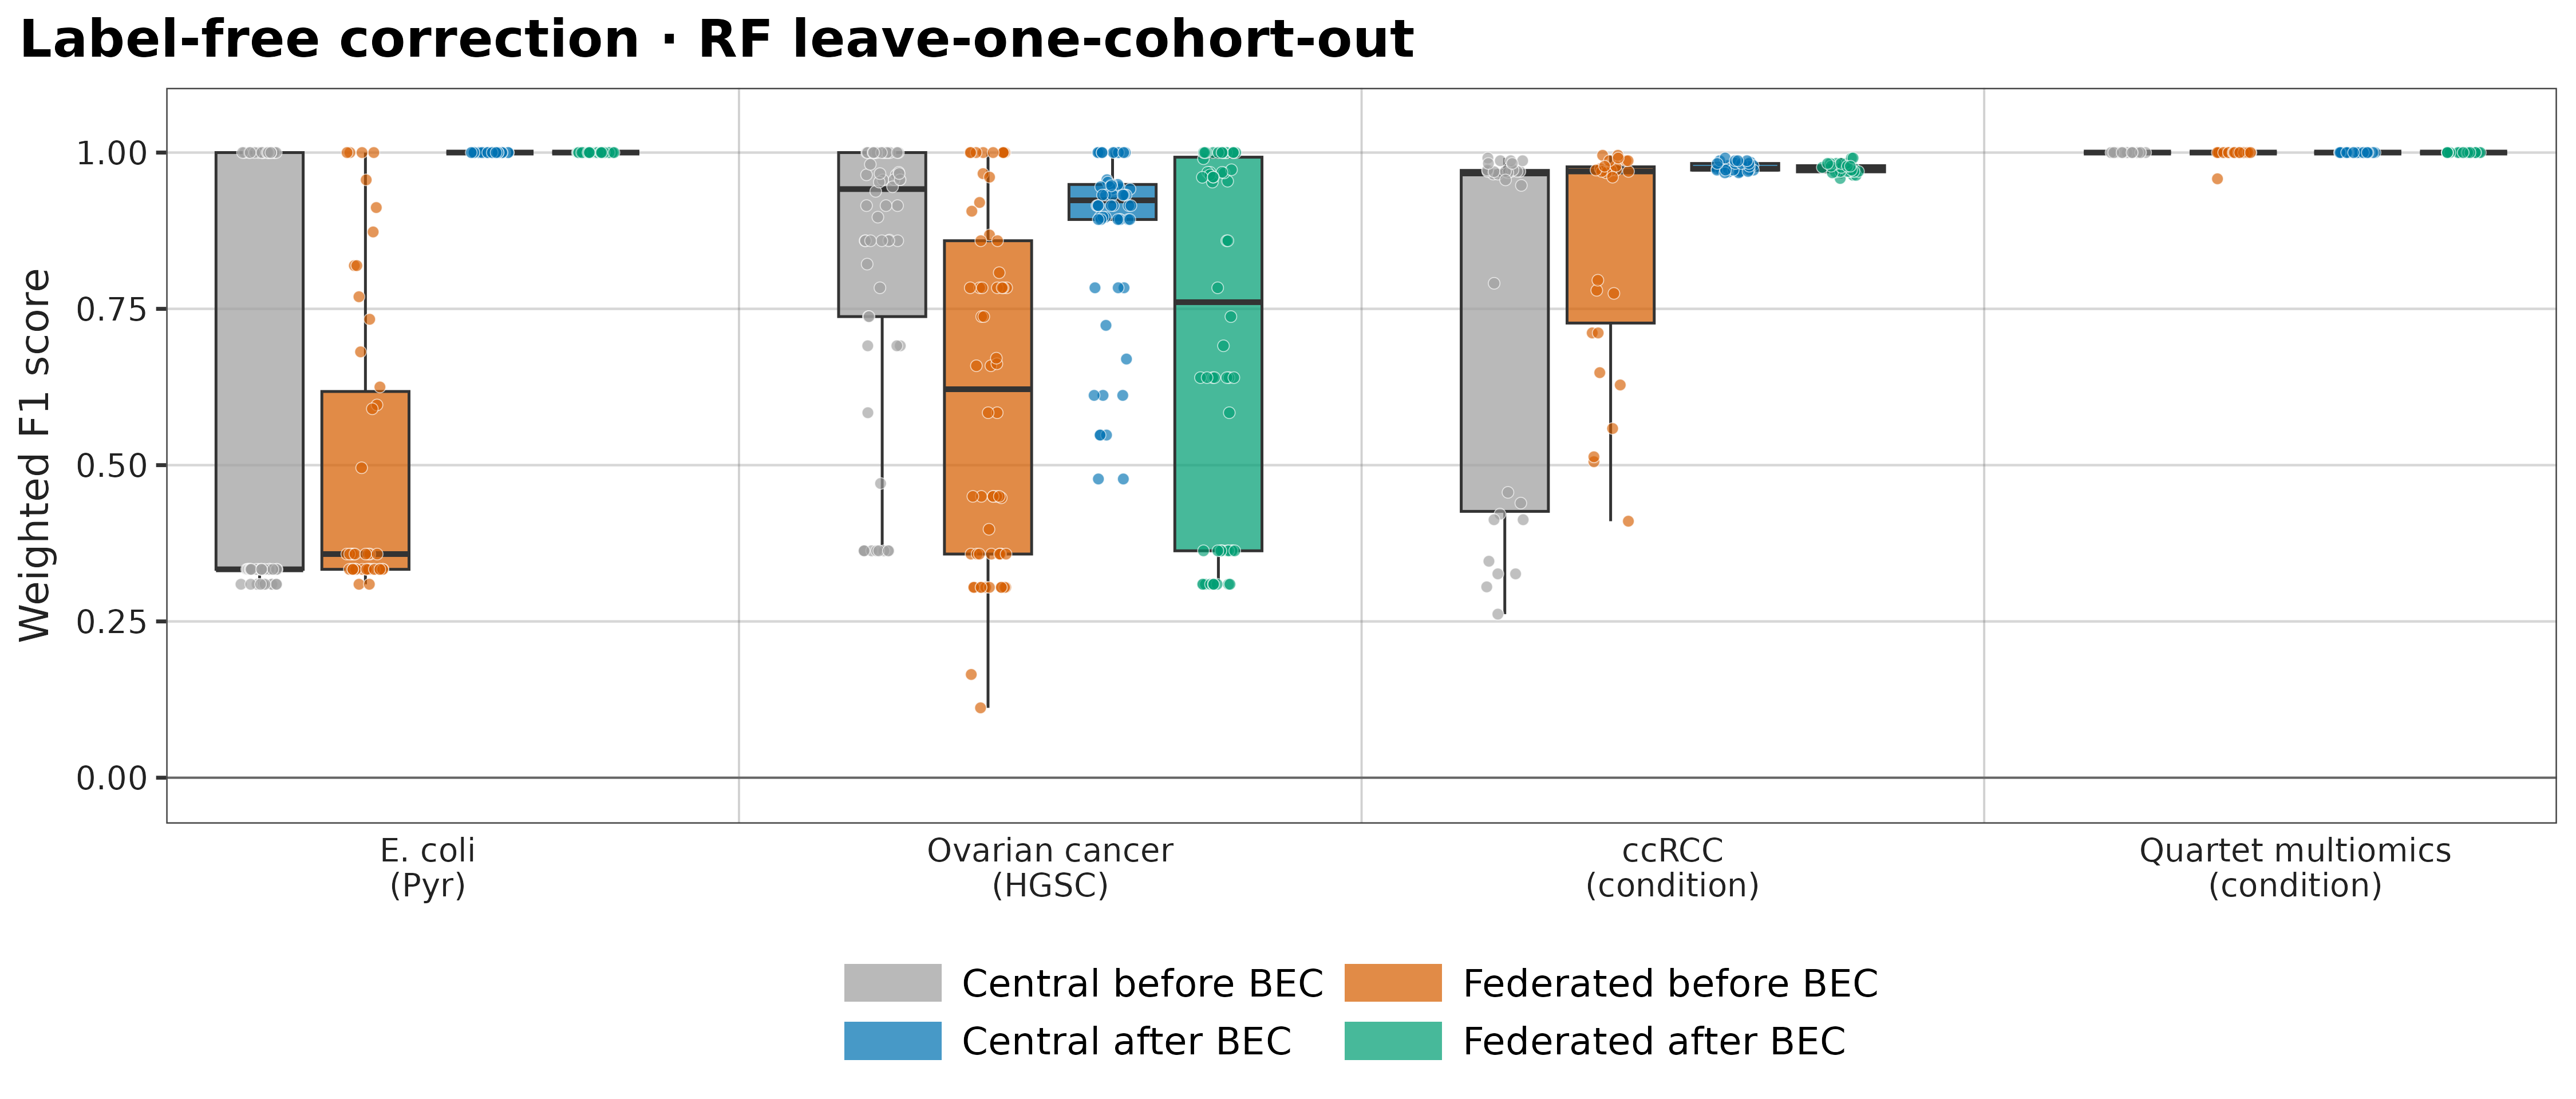 Label-free correction · RF leave-one-cohort-out
Weighted F1 score
1.00
0.75
0.50
0.25
0.00
E. coli
(Pyr)
Ovarian cancer
(HGSC)
ccRCC
(condition)
Quartet multiomics
(condition)
Central before BEC
Federated before BEC
Central after BEC
Federated after BEC